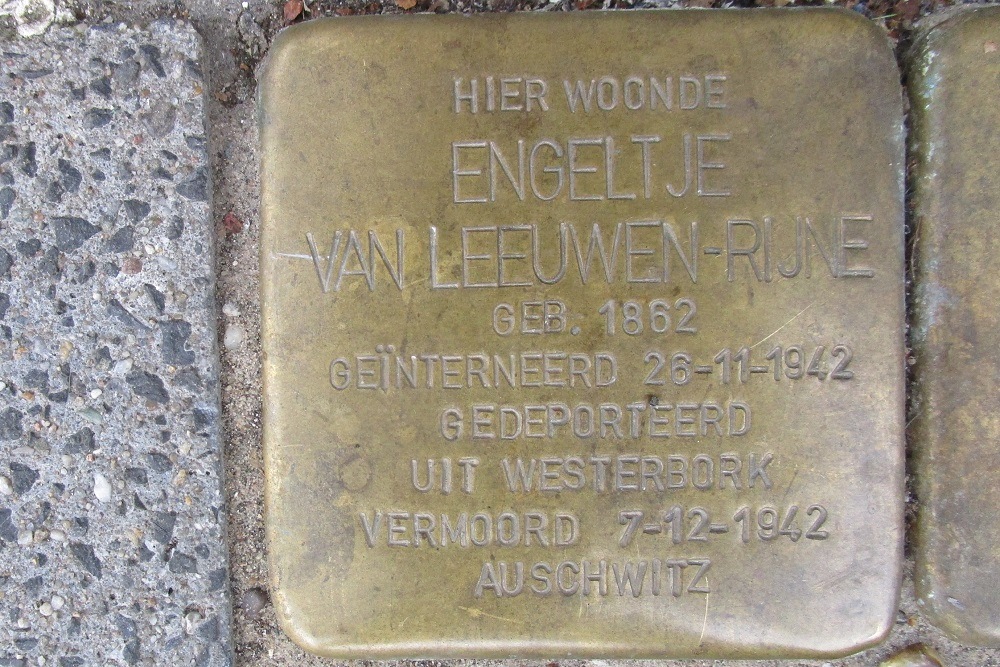 HIER WOONDE
ENGELTJE
VAN LEEUWEN-RIJNE
GEB. 1862
GEÏNTERNEERD 26-11-1942
GEDEPORTEERD
UIT WESTERBORK
VERMOORD 7-12-1942
AUSCHWITZ